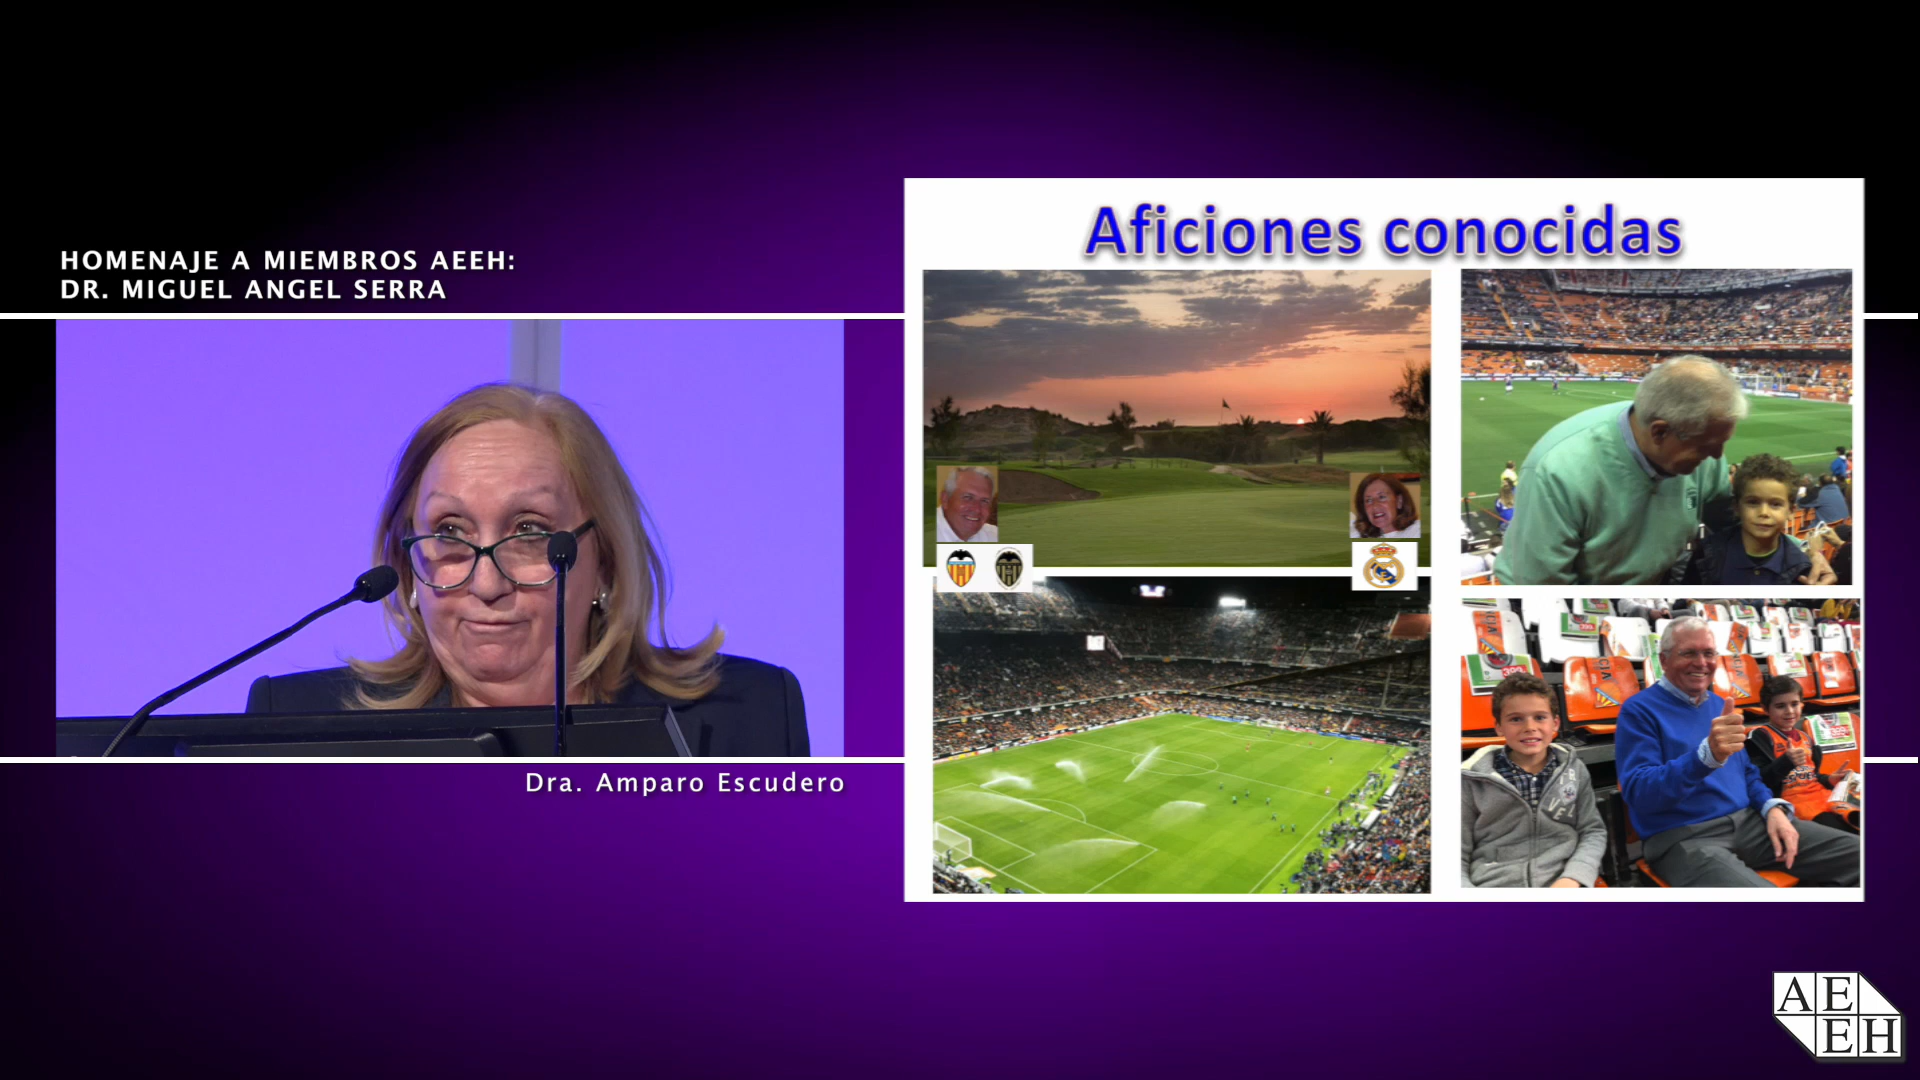 HOMENAJE A MIEMBROS AEEH:
DR. MIGUEL ANGEL SERRA
Aficiones conocidas
Dra. Amparo Escudero
AE
EH